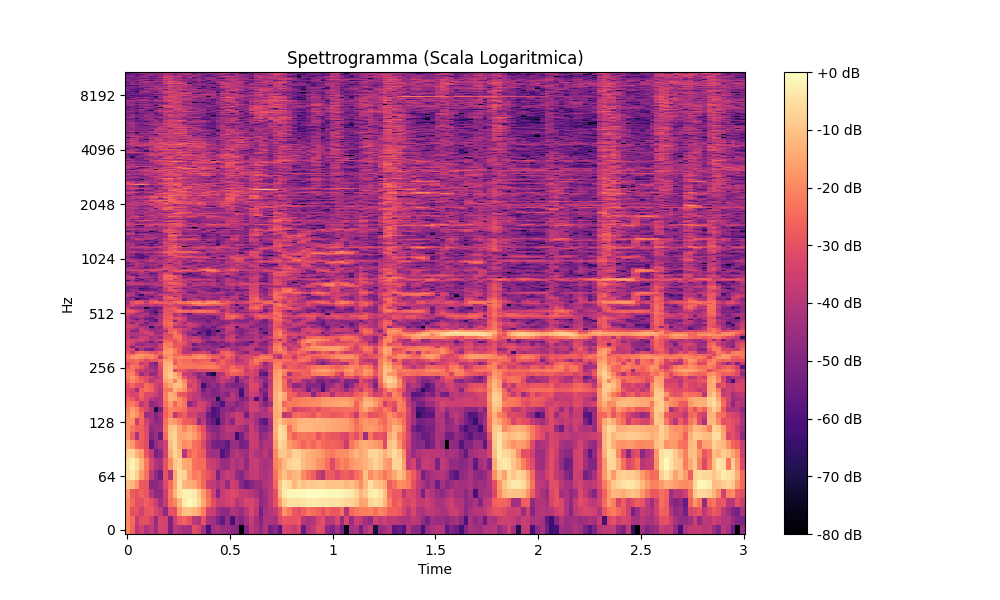 Spettrogramma (Scala Logaritmica)
Hz
8192
4096
2048
1024
512
256
128
64
0
0 0.5 1 1.5 2 2.5 3
Time
+0 dB
-10 dB
-20 dB
-30 dB
-40 dB
-50 dB
-60 dB
-70 dB
-80 dB